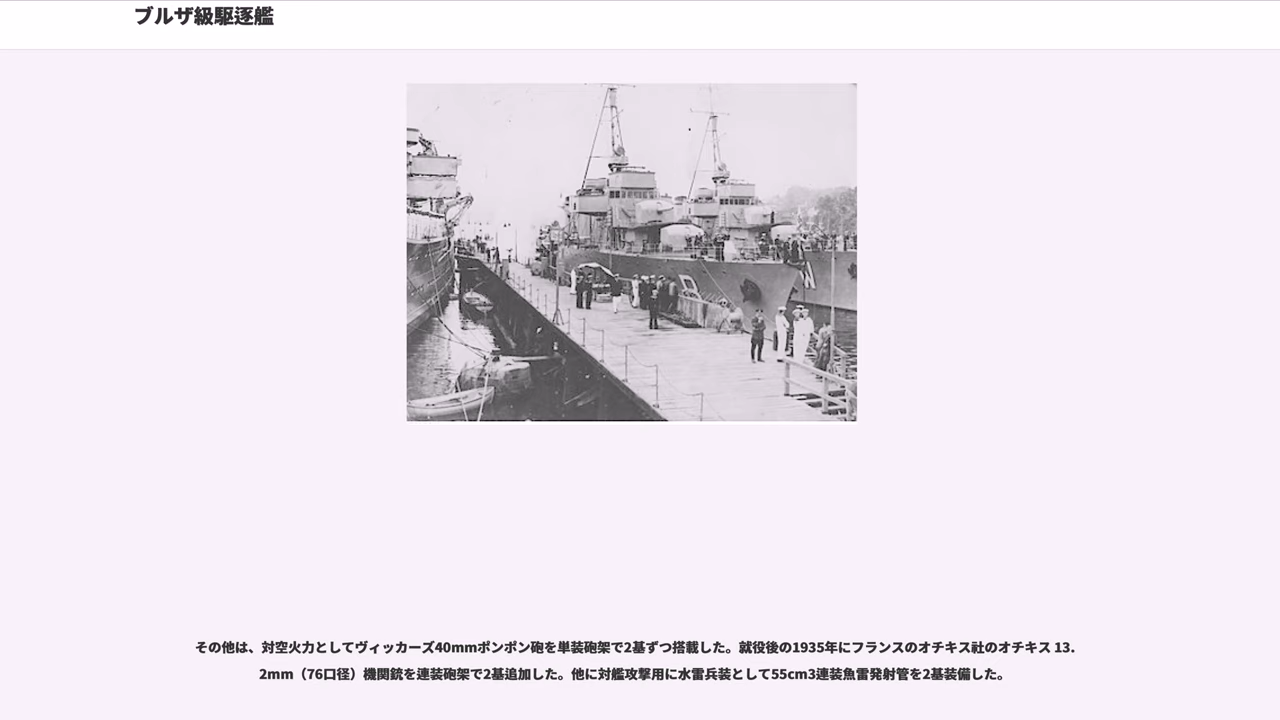 ブルザ級駆逐艦
その他は、対空火力としてヴィッカーズ40mmポンポン砲を単装砲架で2基ずつ搭載した。就役後の1935年にフランスのオチキス社のオチキス 13.
2mm（76口径）機関銃を連装砲架で2基追加した。他に対艦攻撃用に水雷兵装として55cm3連装魚雷発射管を2基装備した。